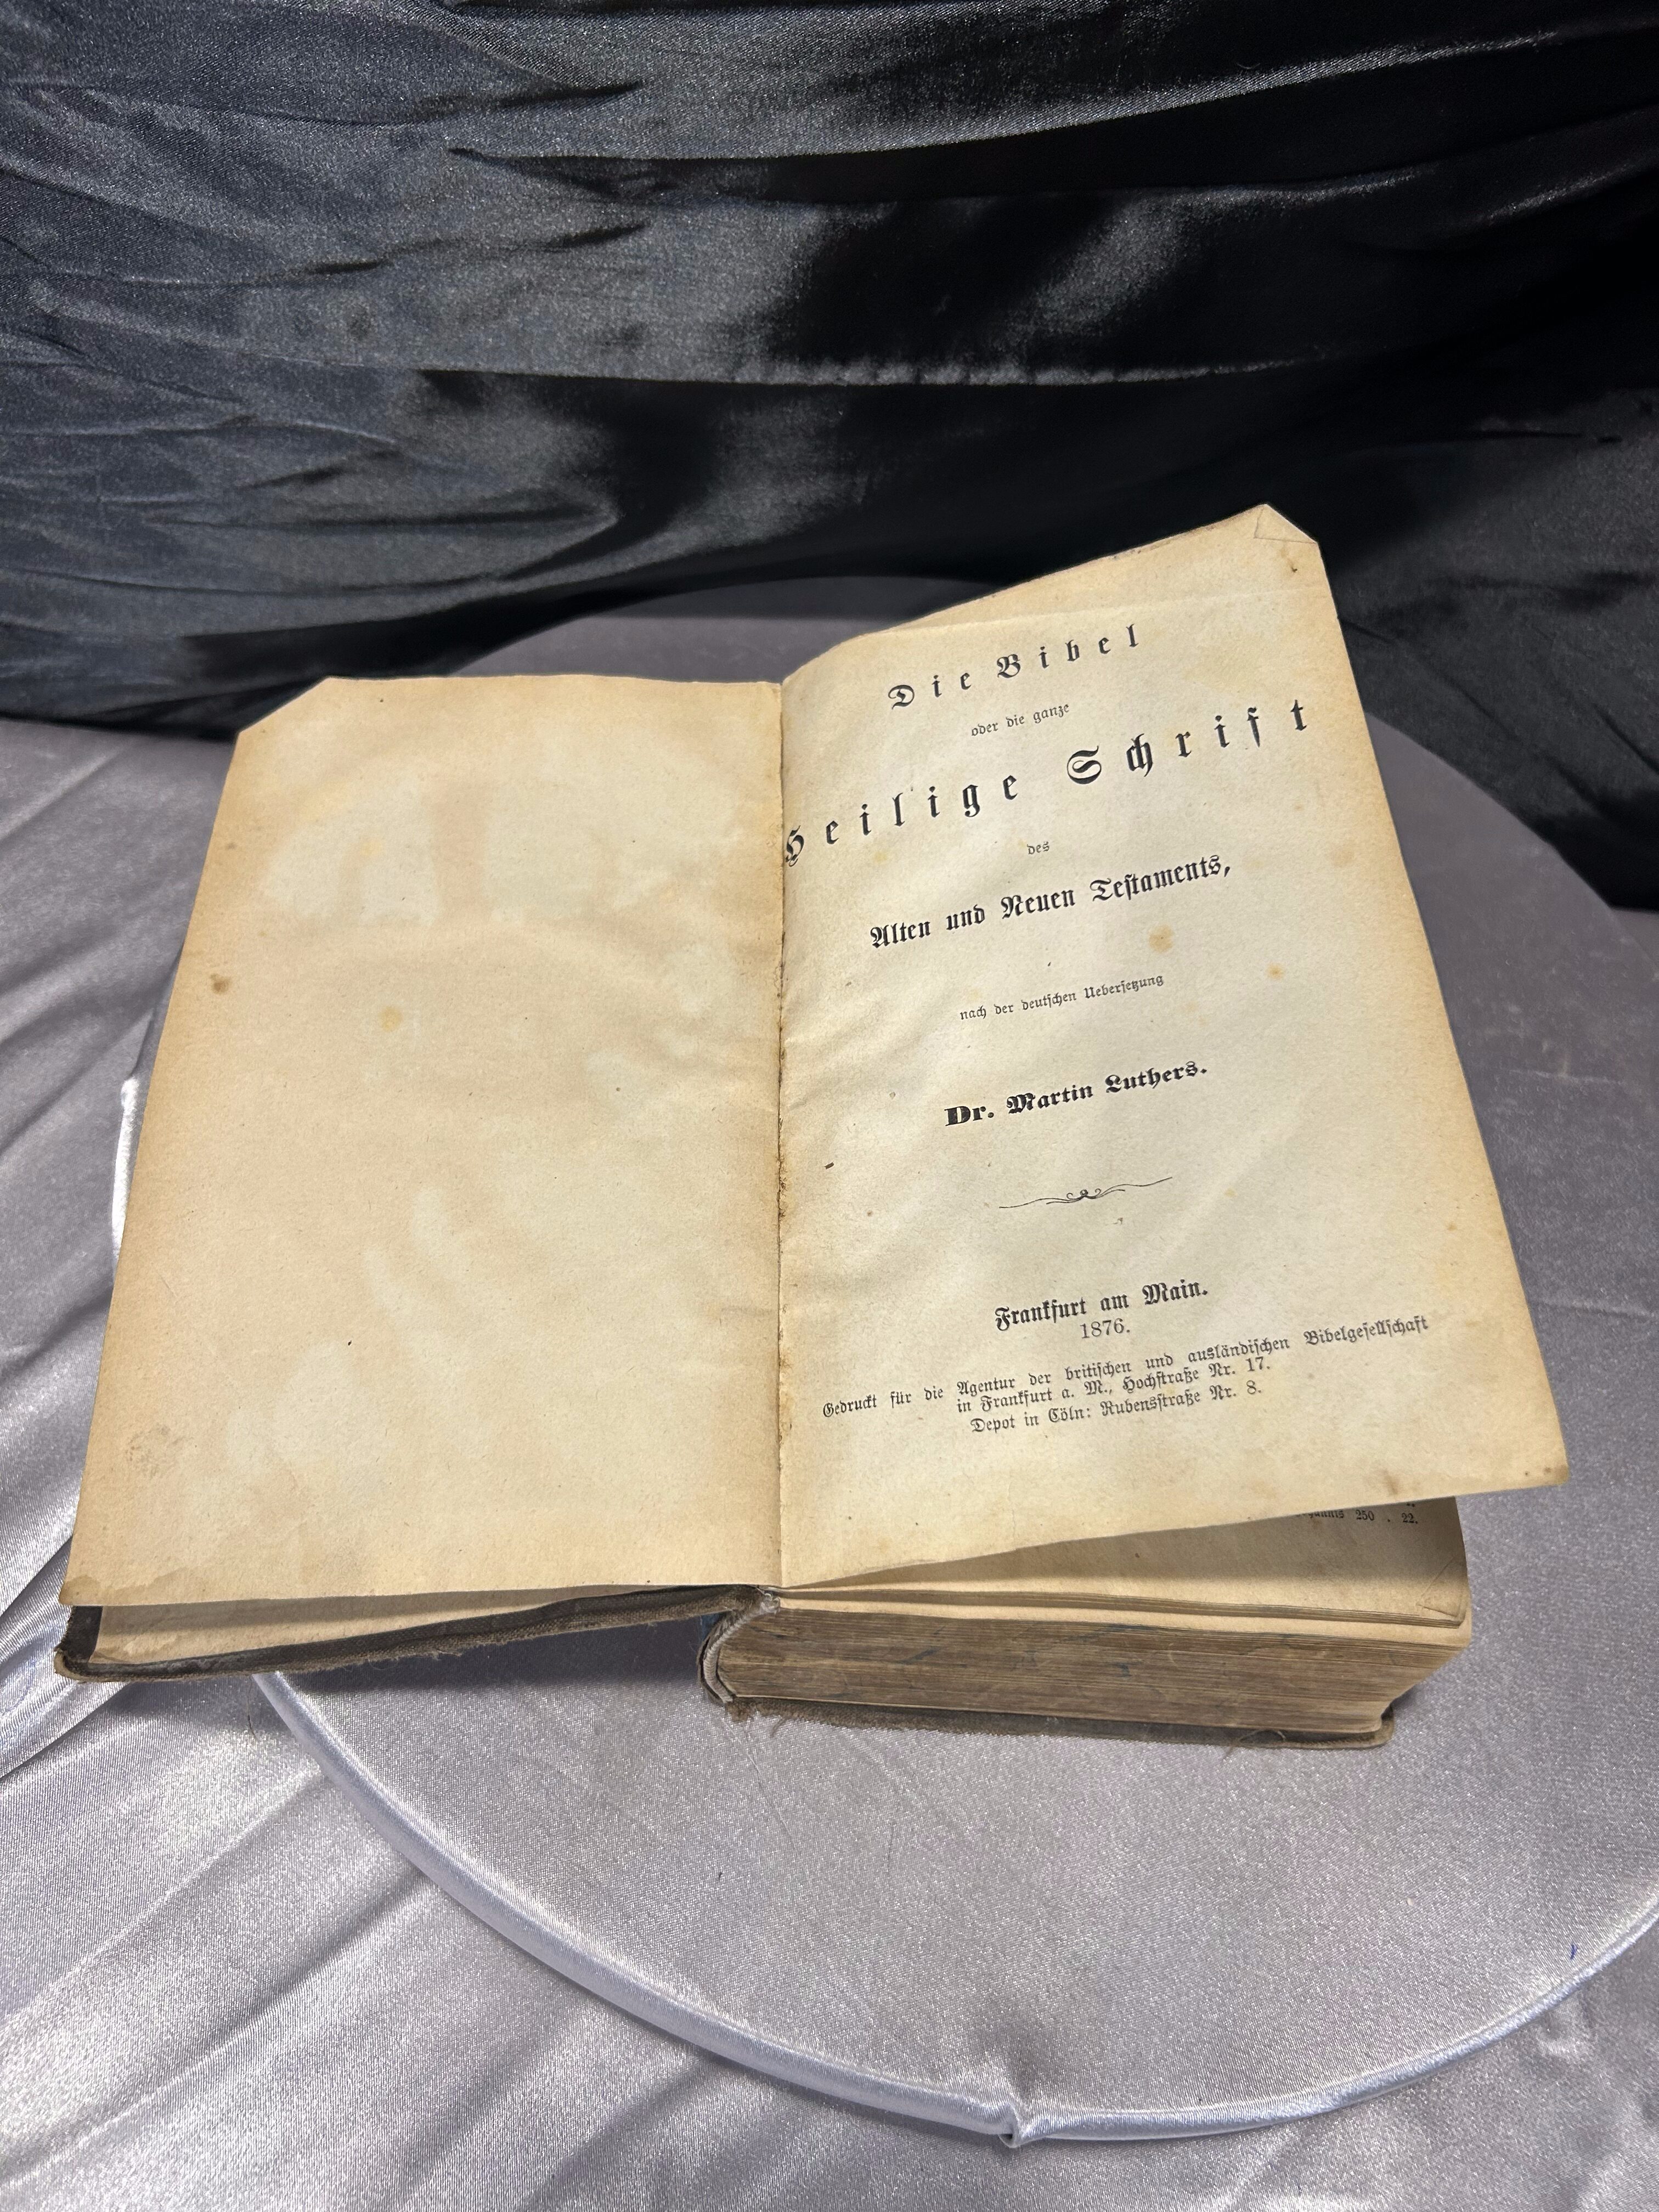 Die Bibel
oder die ganze
Heilige Schrift
des
Alten und Neuen Testaments,
nach der deutschen Uebersetzung
Dr. Martin Luthers.
Frankfurt am Main.
1876.
Gedruckt für die Agentur der britischen und ausländischen Bibelgesellschaft
in Frankfurt a. M., Hochstraße Nr. 17.
Depot in Cöln: Rubensstraße Nr. 8.
250 . 22.